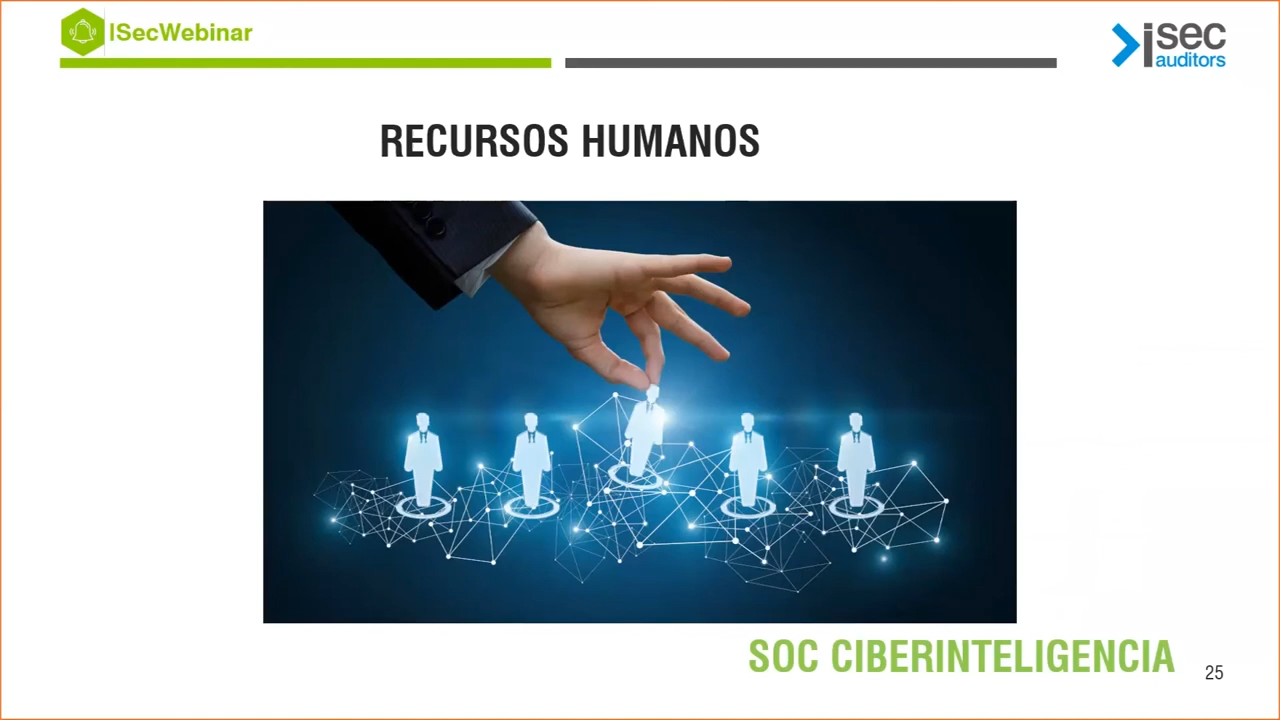 ISecWebinar
isec
auditors
RECURSOS HUMANOS
SOC CIBERINTELIGENCIA
25